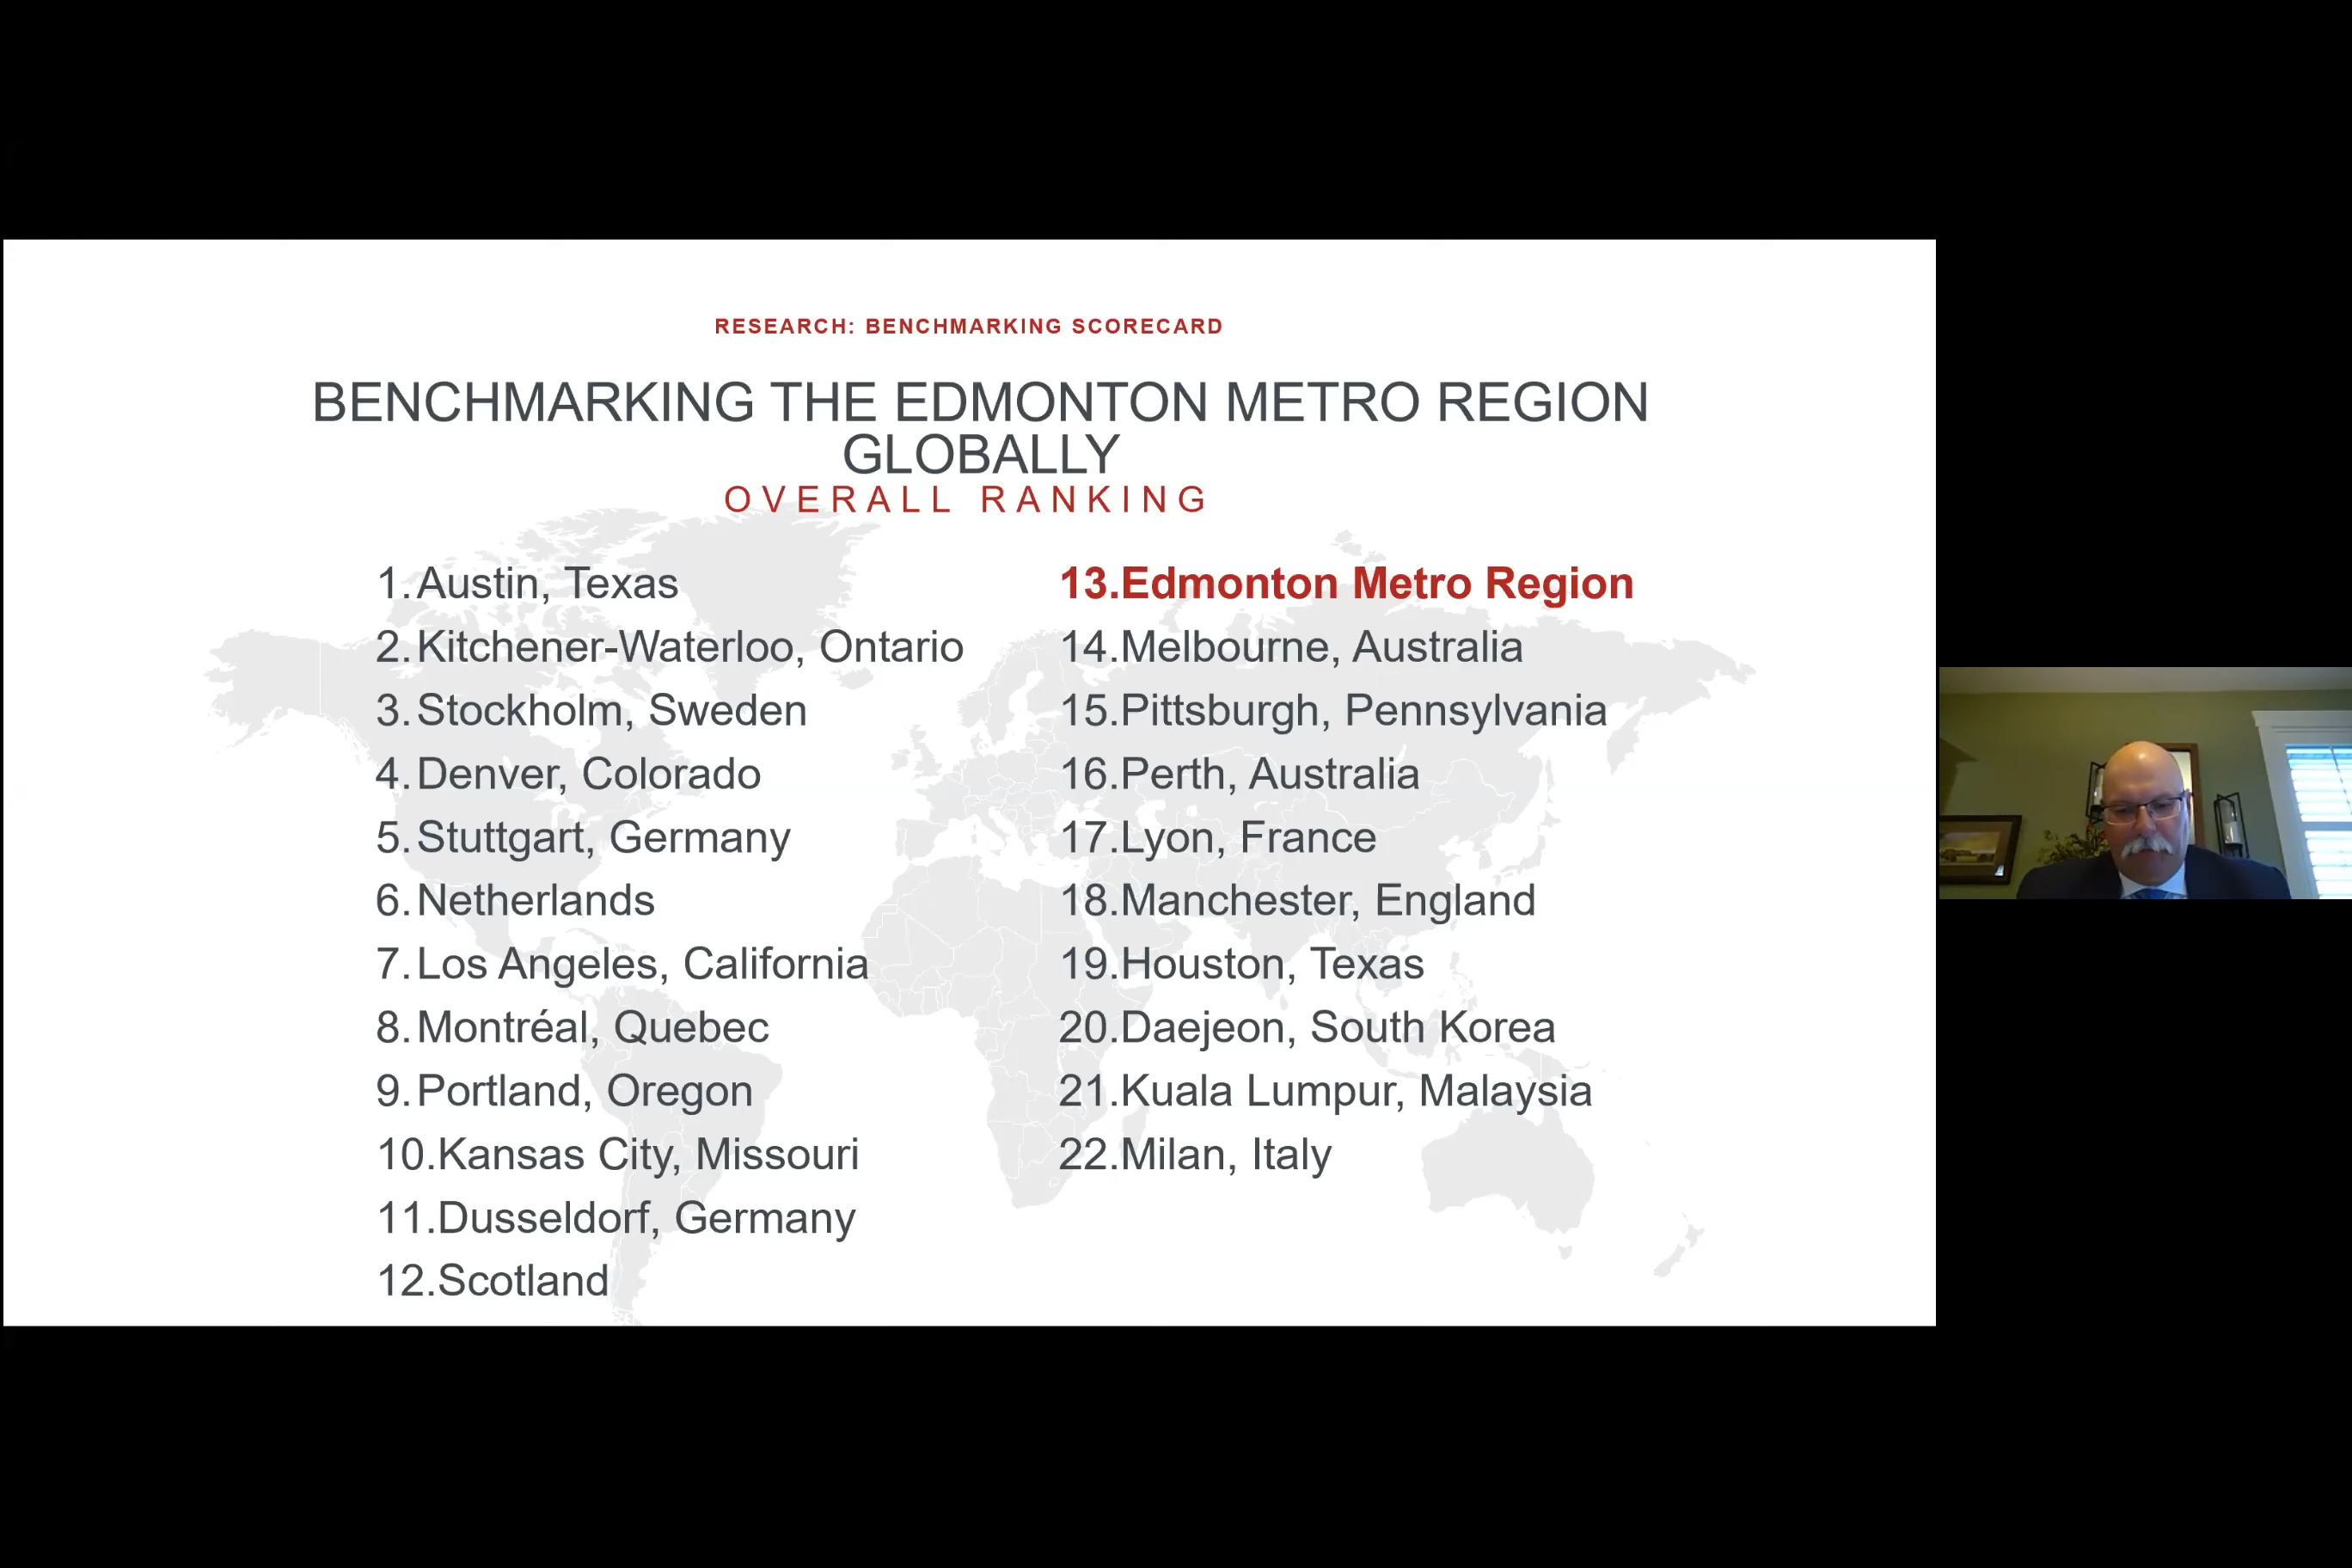 RESEARCH: BENCHMARKING SCORECARD
BENCHMARKING THE EDMONTON METRO REGION
GLOBALLY
OVERALL RANKING
1. Austin, Texas
2. Kitchener-Waterloo, Ontario
3. Stockholm, Sweden
4. Denver, Colorado
5. Stuttgart, Germany
6. Netherlands
7. Los Angeles, California
8. Montréal, Quebec
9. Portland, Oregon
10. Kansas City, Missouri
11. Dusseldorf, Germany
12. Scotland
13. Edmonton Metro Region
14. Melbourne, Australia
15. Pittsburgh, Pennsylvania
16. Perth, Australia
17. Lyon, France
18. Manchester, England
19. Houston, Texas
20. Daejeon, South Korea
21. Kuala Lumpur, Malaysia
22. Milan, Italy